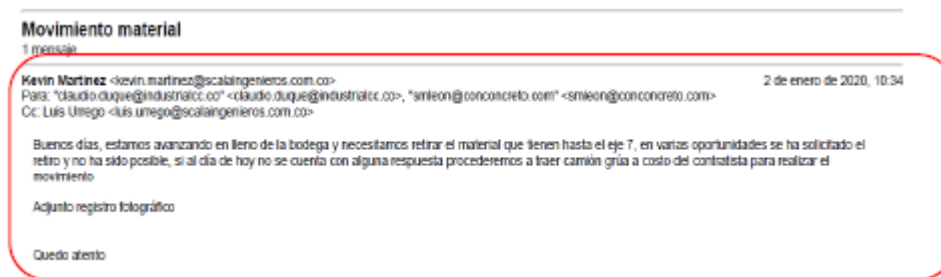 Movimiento material
1 mensaje
Kevin Martinez <kevin.martinez@scalaingenieros.com.co> 2 de enero de 2020, 10:34
Para: "claudio.duque@industrialcc.co" <claudio.duque@industrialcc.co>, "smleon@conconcreto.com" <smleon@conconcreto.com>
Cc: Luis Urrego <luis.urrego@scalaingenieros.com.co>
Buenos días, estamos avanzando en lleno de la bodega y necesitamos retirar el material que tienen hasta el eje 7, en varias oportunidades se ha solicitado el
retiro y no ha sido posible, si al día de hoy no se cuenta con alguna respuesta procederemos a traer camión grúa a costo del contratista para realizar el
movimiento
Adjunto registro fotográfico
Quedo atento